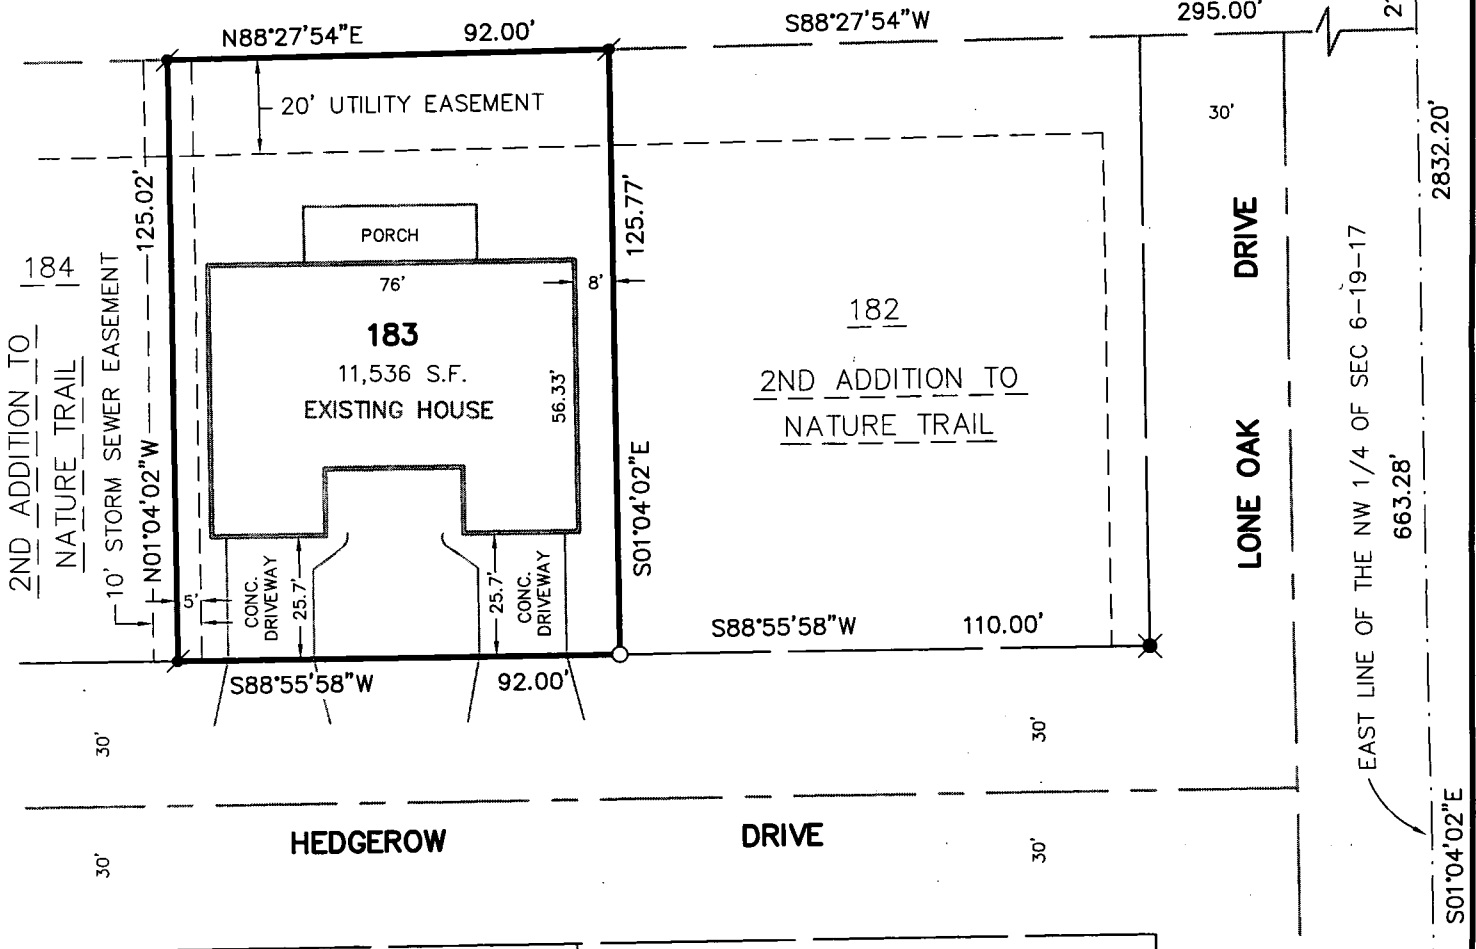 N88°27'54"E 92.00'
S88°27'54"W 295.00'
20' UTILITY EASEMENT
30'
2832.20'
125.02'
125.77'
PORCH
76'
8'
184
2ND ADDITION TO
NATURE TRAIL
10' STORM SEWER EASEMENT
N01°04'02"W
183
11,536 S.F.
EXISTING HOUSE
56.33'
182
2ND ADDITION TO
NATURE TRAIL
LONE OAK DRIVE
EAST LINE OF THE NW 1/4 OF SEC 6-19-17
663.28'
S01°04'02"E
5'
CONC.
DRIVEWAY
25.7'
25.7'
CONC.
DRIVEWAY
S88°55'58"W 110.00'
S88°55'58"W 92.00'
30'
30'
HEDGEROW DRIVE
30'
30'
S01°04'02"E